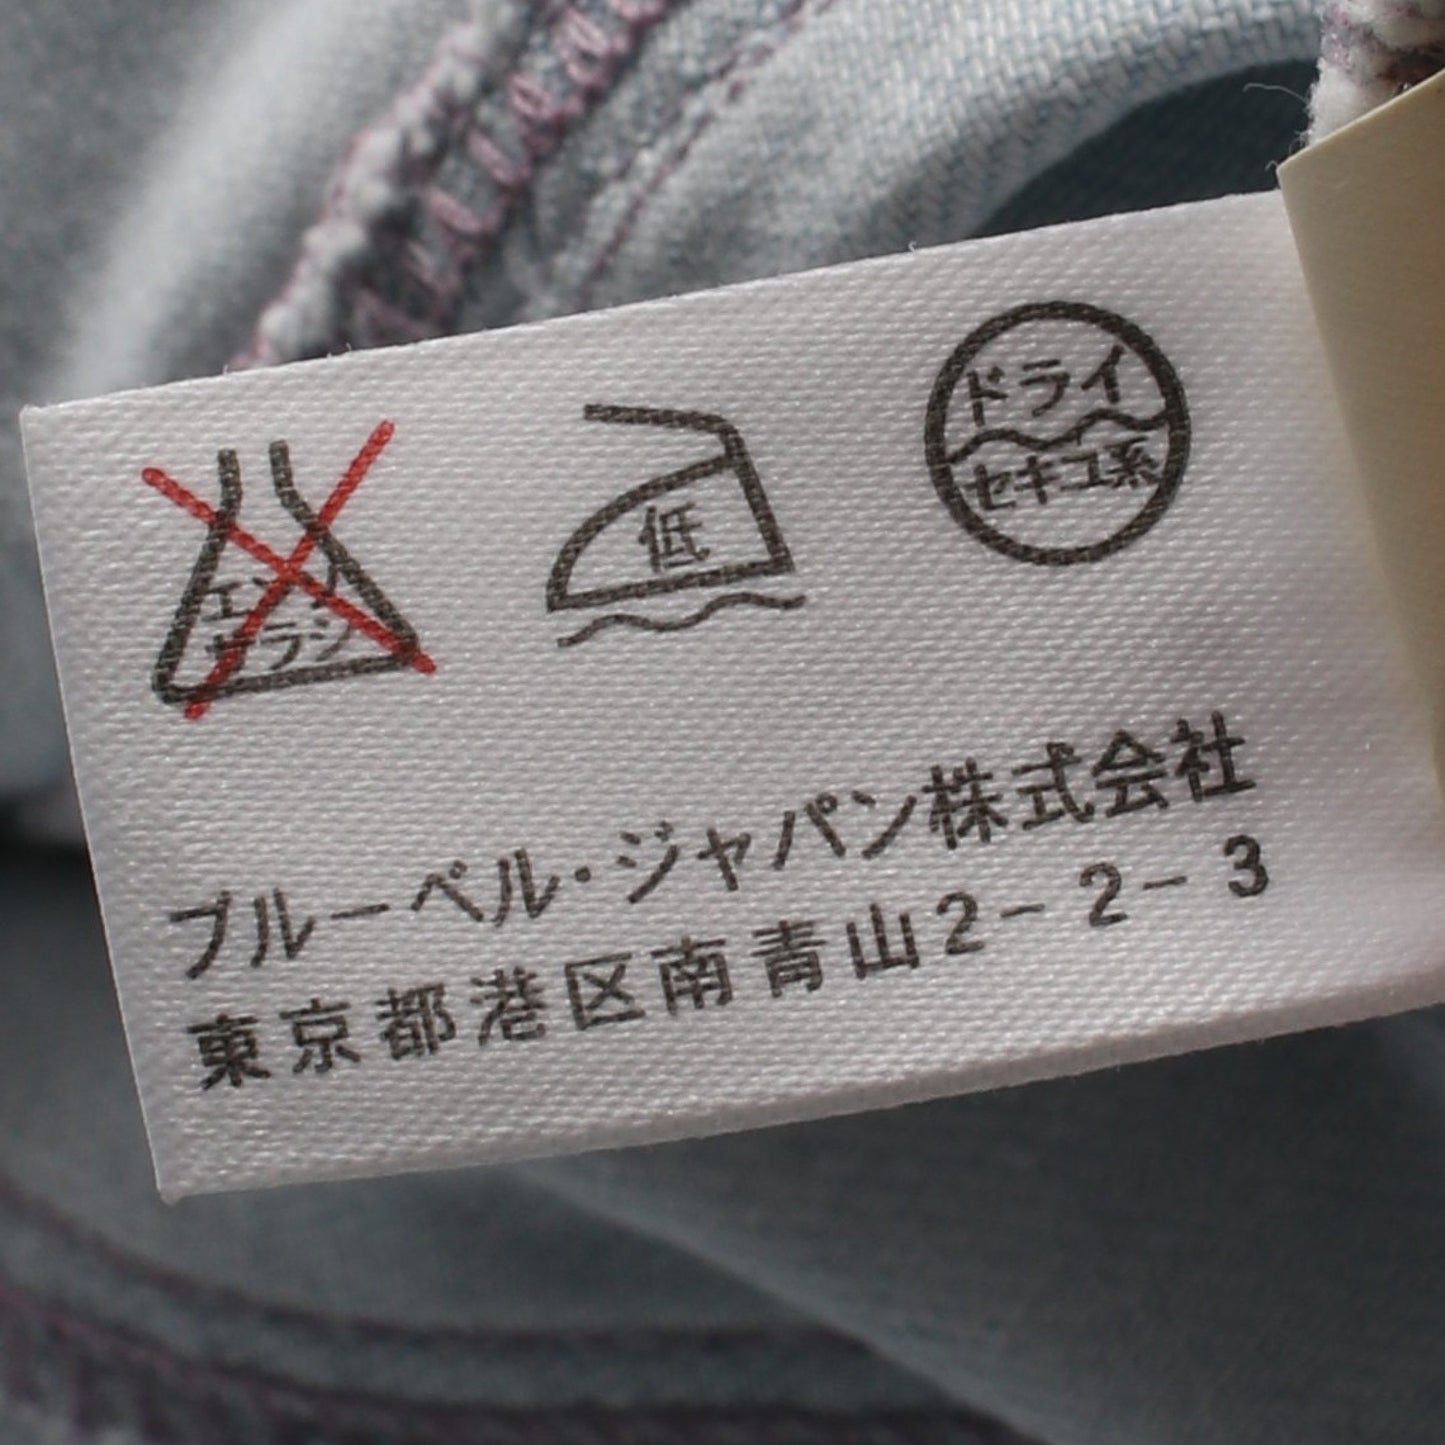 エンソ
サラシ
低
ドライ
セキユ系
ブルーベル・ジャパン株式会社
東京都港区南青山2-2-3